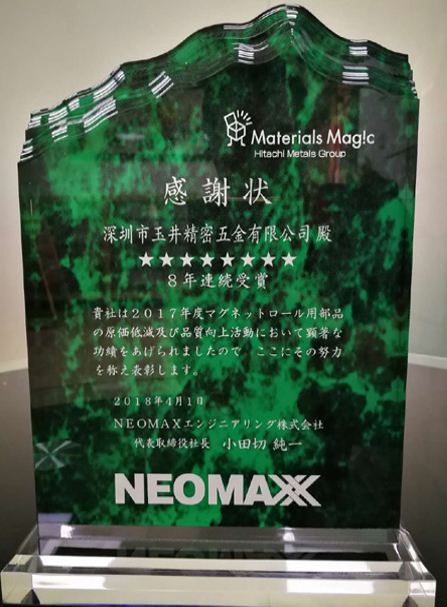 Materials Mag!c
Hitachi Metals Group
感謝状
深圳市玉井精密五金有限公司 殿
★★★★★★★★
８年連続受賞
貴社は２０１７年度マグネットロール用部品
の原価低減及び品質向上活動において顕著な
功績をあげられましたので　ここにその努力
を称え表彰します。
２０１８年４月１日
ＮＥＯＭＡＸエンジニアリング株式会社
代表取締役社長　小田切 純一
NEOMAX